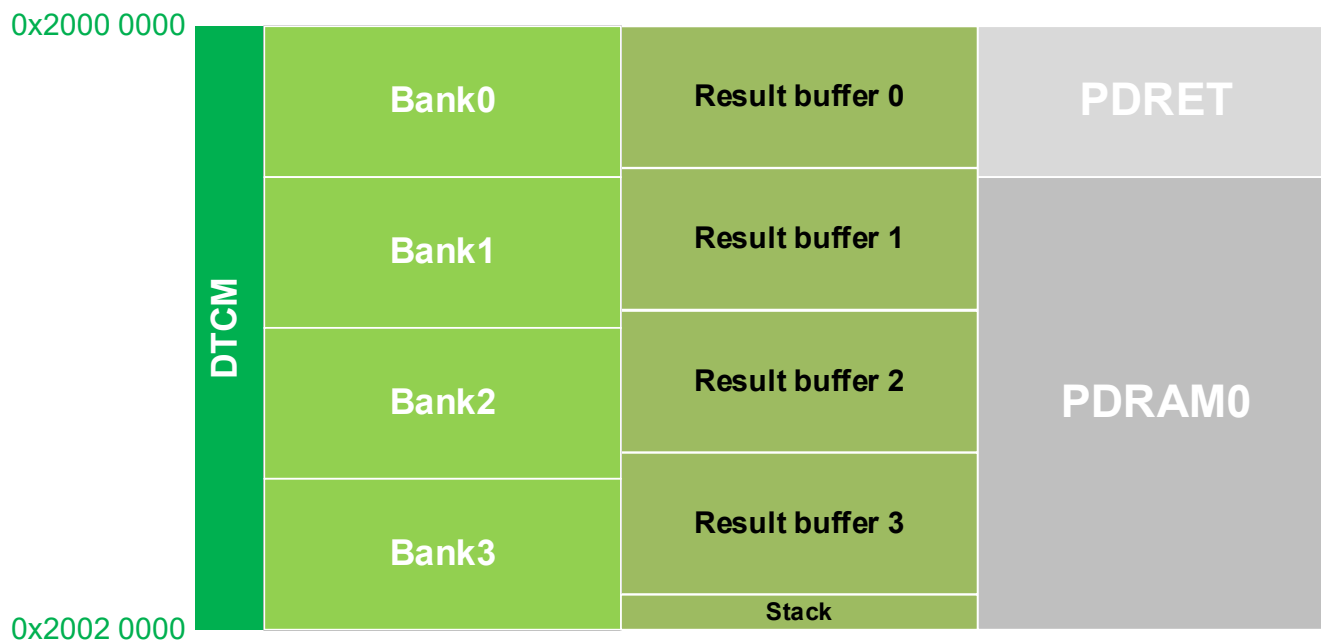 0x2000 0000
DTCM
Bank0
Result buffer 0
PDRET
Bank1
Result buffer 1
Bank2
Result buffer 2
PDRAM0
Bank3
Result buffer 3
Stack
0x2002 0000